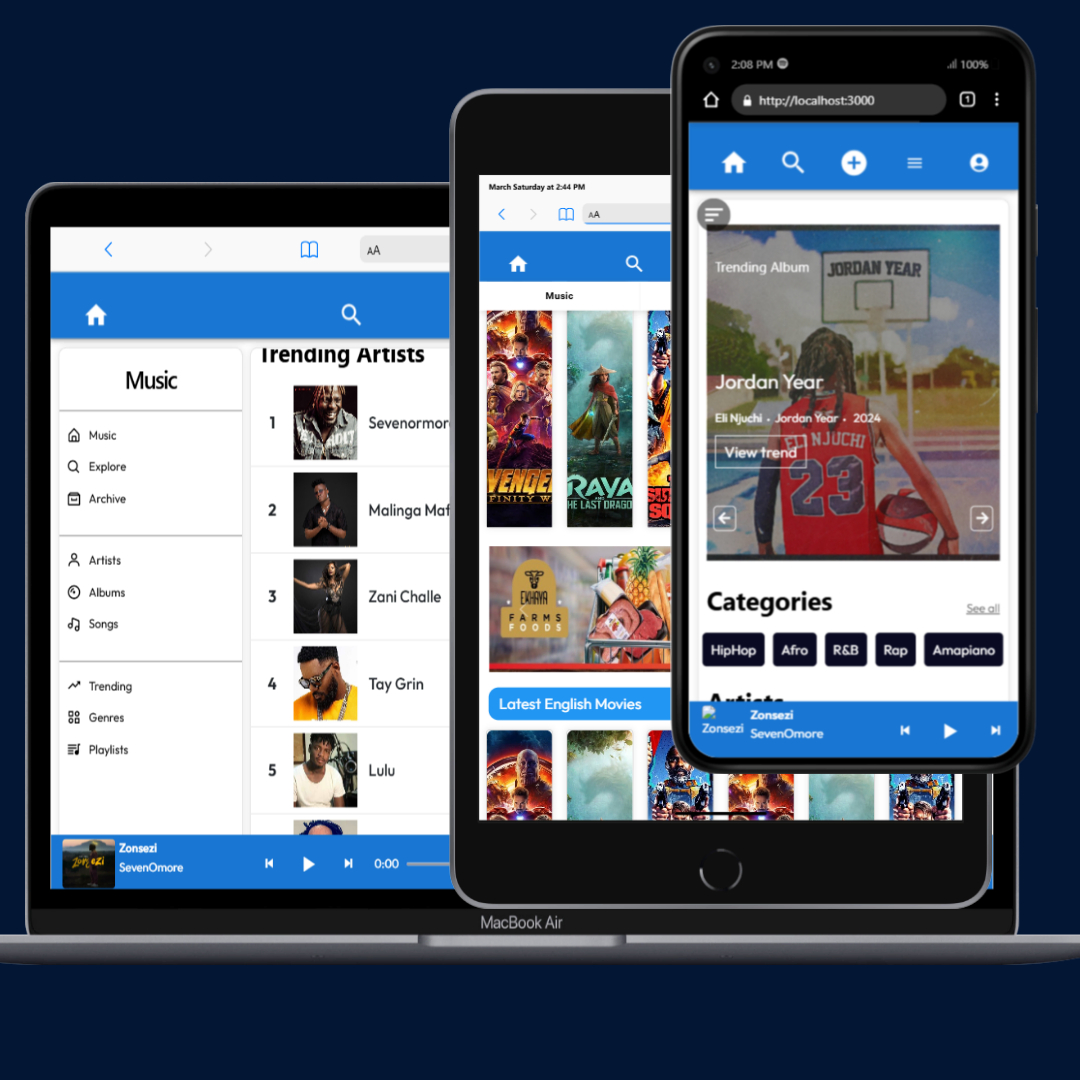 2:08 PM
100%
http://localhost:3000
1
Trending Album
JORDAN YEAR
Jordan Year
Eli Njuchi • Jordan Year • 2024
View trend
ELI NJUCHI
23
Categories
See all
HipHop
Afro
R&B
Rap
Amapiano
Artists
Zonsezi
Zonsezi
SevenOmore
March Saturday at 2:44 PM
AA
Music
RAYA
AND
THE LAST DRAGO
EKHAYA
FARMS
FOODS
Latest English Movies
AA
Music
Music
Explore
Archive
Artists
Albums
Songs
Trending
Genres
Playlists
Trending Artists
1
Sevenormor
2
Malinga Maf
3
Zani Challe
4
Tay Grin
5
Lulu
Zonsezi
Zonsezi
SevenOmore
0:00
MacBook Air